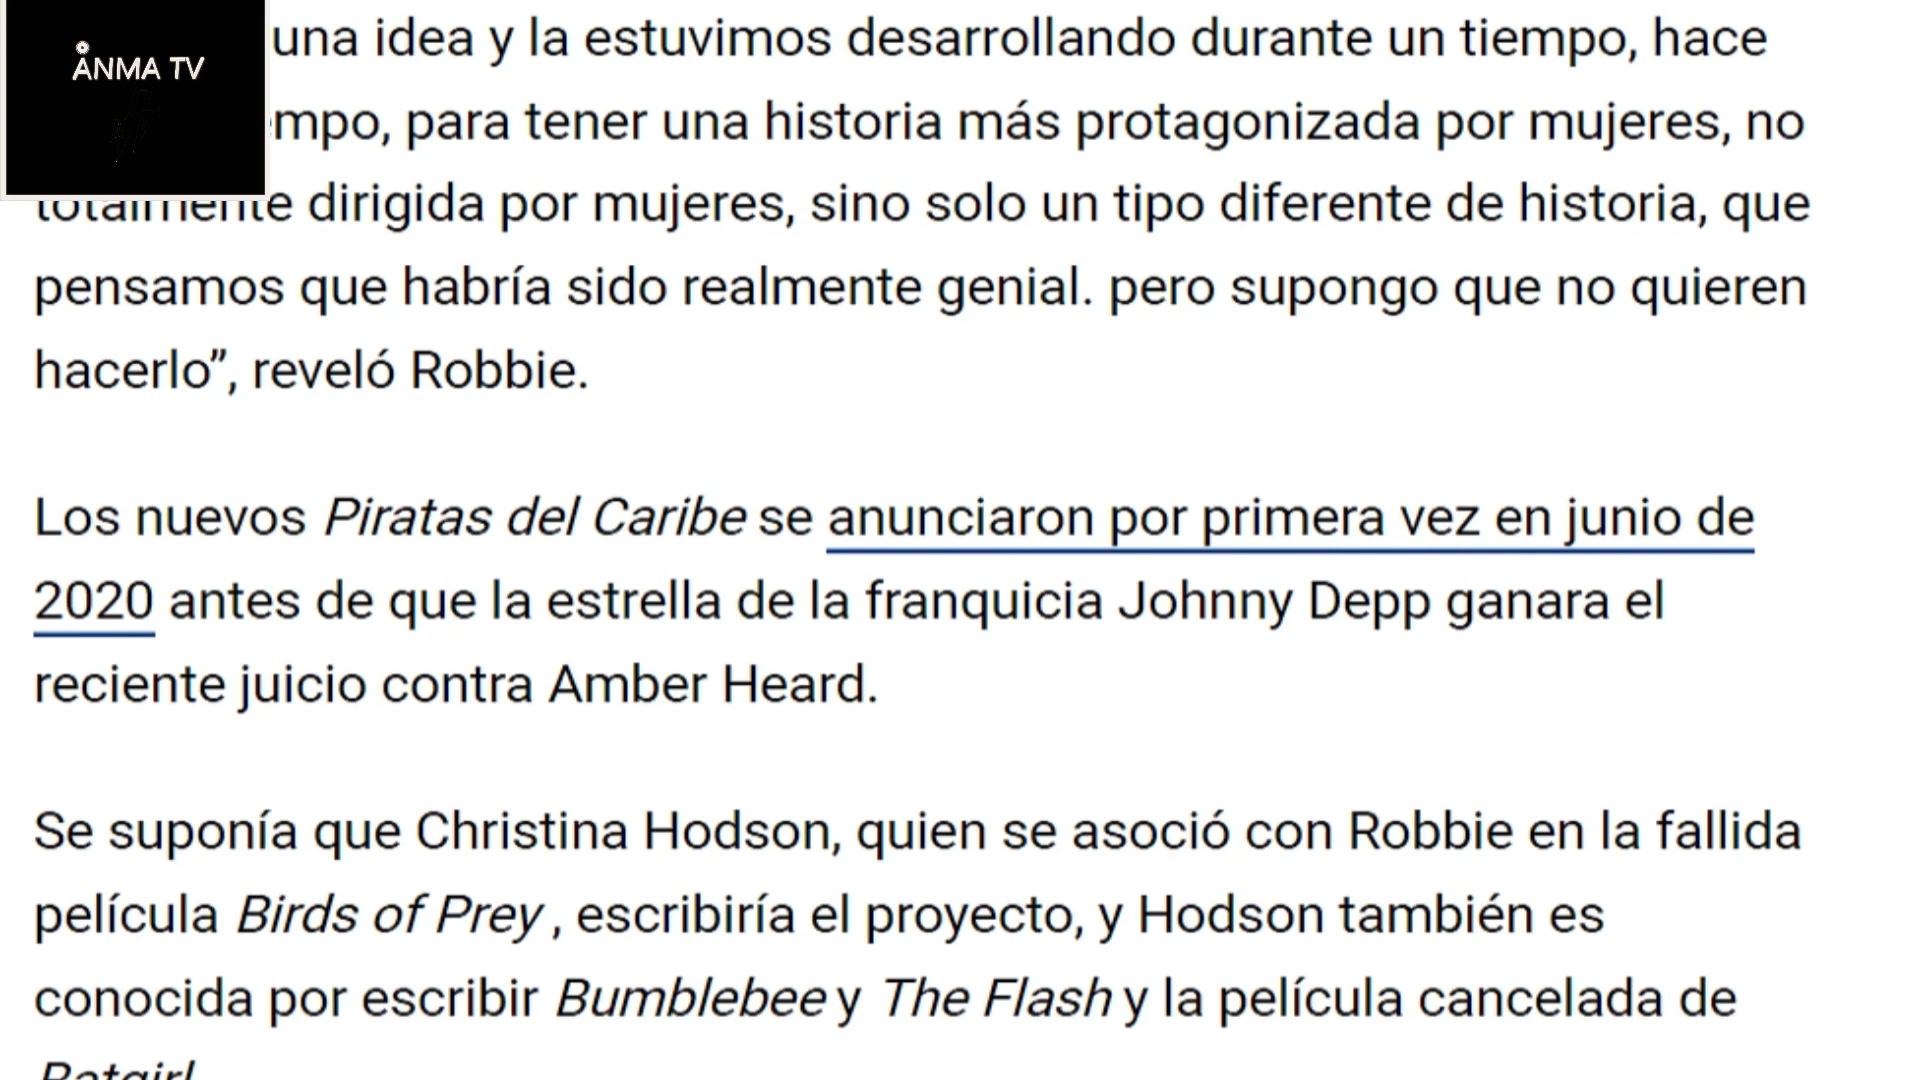 ANMA TV
una idea y la estuvimos desarrollando durante un tiempo, hace
mpo, para tener una historia más protagonizada por mujeres, no
totalmente dirigida por mujeres, sino solo un tipo diferente de historia, que
pensamos que habría sido realmente genial. pero supongo que no quieren
hacerlo”, reveló Robbie.
Los nuevos Piratas del Caribe se anunciaron por primera vez en junio de
2020 antes de que la estrella de la franquicia Johnny Depp ganara el
reciente juicio contra Amber Heard.
Se suponía que Christina Hodson, quien se asoció con Robbie en la fallida
película Birds of Prey , escribiría el proyecto, y Hodson también es
conocida por escribir Bumblebee y The Flash y la película cancelada de
Batgirl